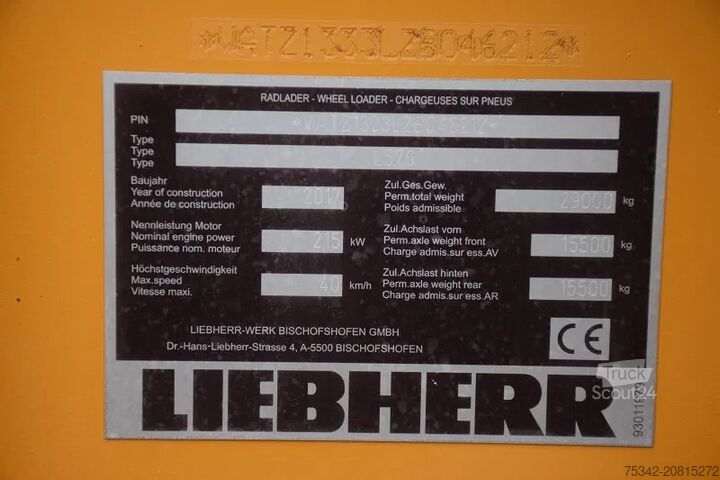 *VATZ1333LZB046212*
RADLADER - WHEEL LOADER - CHARGEUSES SUR PNEUS
PIN
*VATZ1333LZB046212*
Type
Type
Type
L576
Baujahr
Year of construction
Année de construction
2017
Zul.Ges.Gew.
Perm.total weight
Poids admissible
29000 kg
Nennleistung Motor
Nominal engine power
Puissance nom. moteur
215 kW
Zul.Achslast vorn
Perm.axle weight front
Charge admis.sur ess.AV
15500 kg
Höchstgeschwindigkeit
Max.speed
Vitesse maxi.
40 km/h
Zul.Achslast hinten
Perm.axle weight rear
Charge admis.sur ess.AR
15500 kg
LIEBHERR-WERK BISCHOFSHOFEN GMBH
Dr.-Hans-Liebherr-Strasse 4, A-5500 BISCHOFSHOFEN
CE
LIEBHERR
Truck
Scout24
75342-20815272